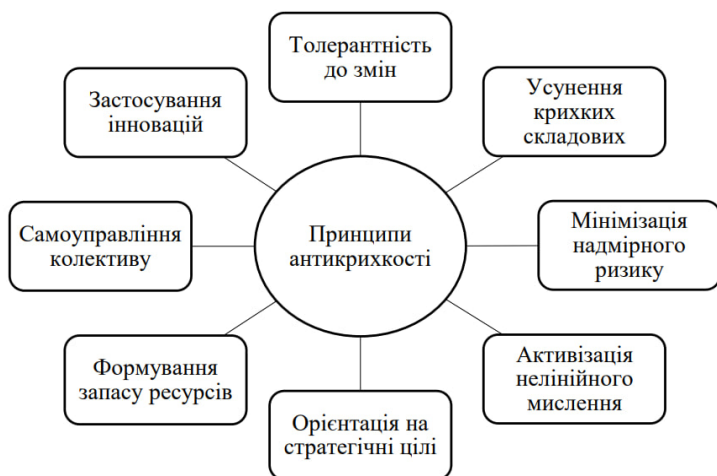 Толерантність
до змін
Усунення
крихких
складових
Мінімізація
надмірного
ризику
Активізація
нелінійного
мислення
Орієнтація на
стратегічні цілі
Формування
запасу ресурсів
Самоуправління
колективу
Застосування
інновацій
Принципи
антикрихкості